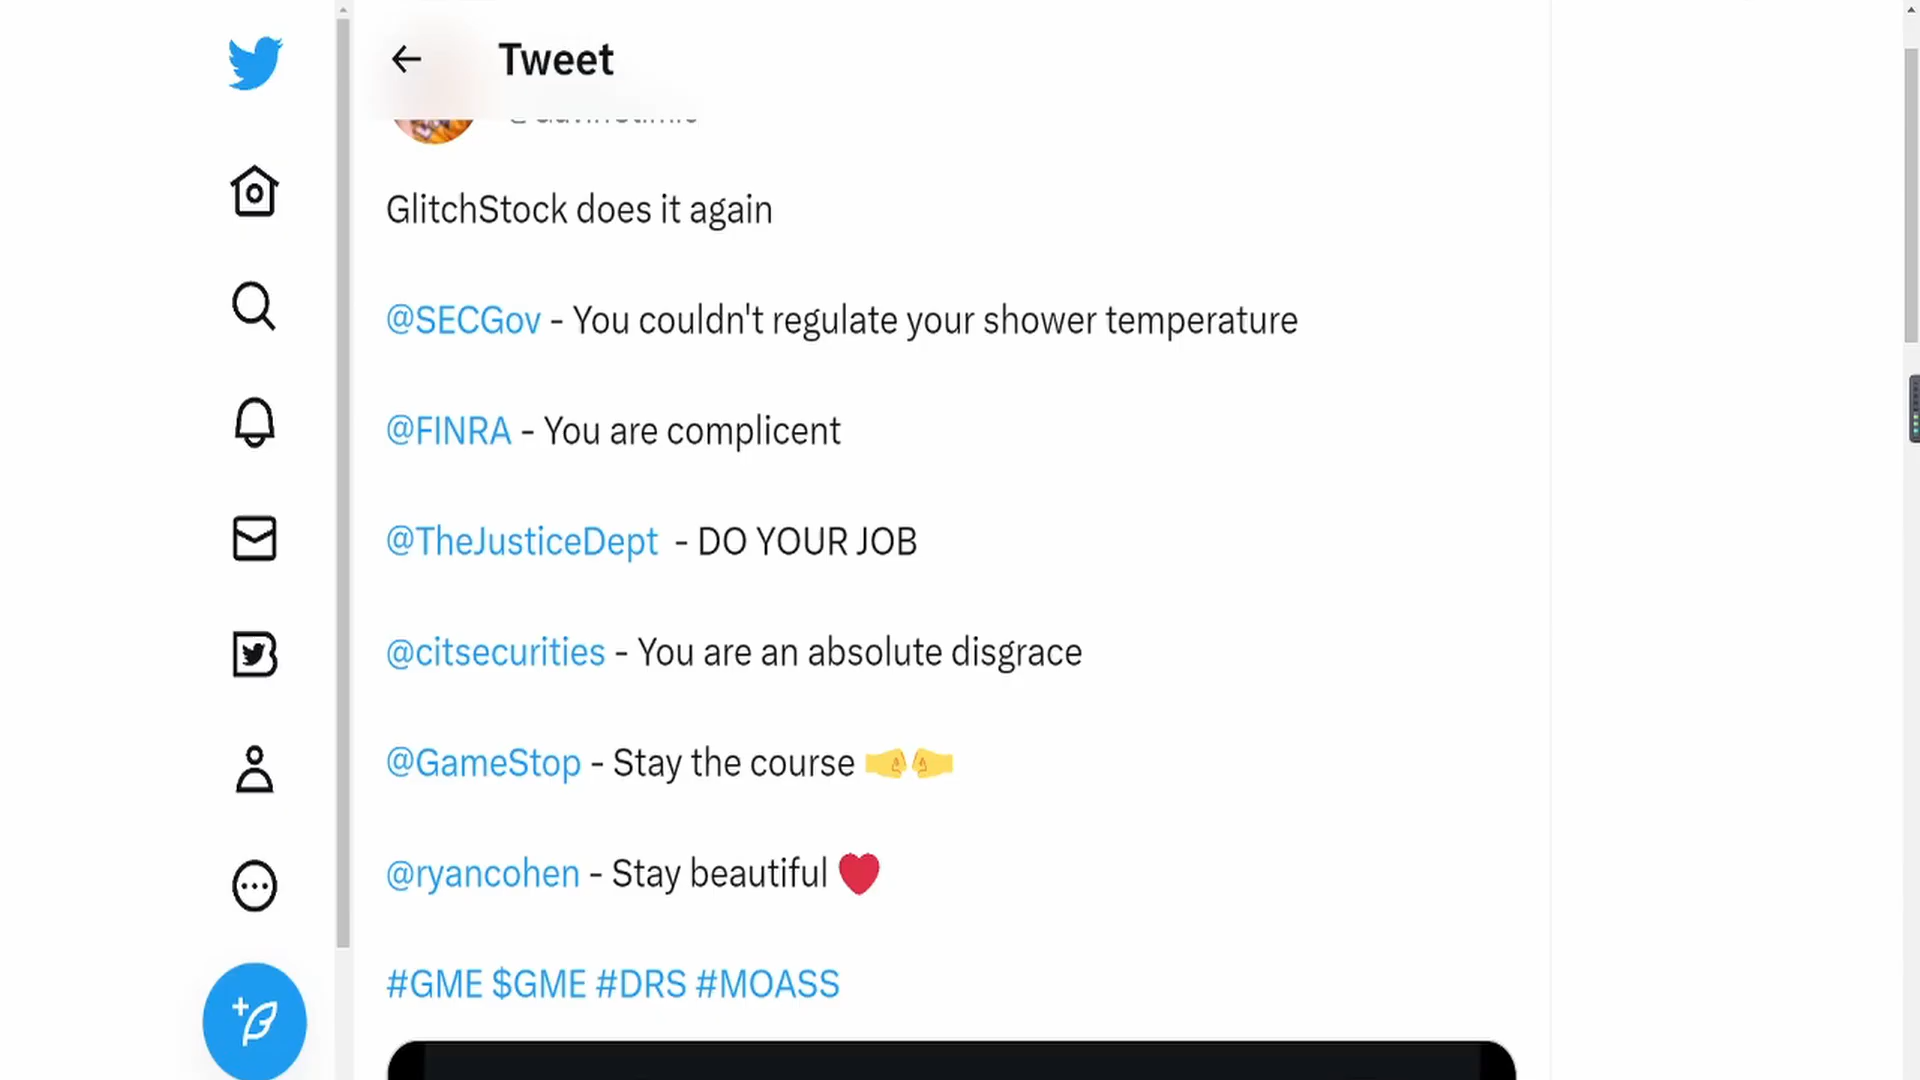 Tweet
GlitchStock does it again
@SECGov - You couldn't regulate your shower temperature
@FINRA - You are complicent
@TheJusticeDept - DO YOUR JOB
@citsecurities - You are an absolute disgrace
@GameStop - Stay the course 🤜🤛
@ryancohen - Stay beautiful ❤️
#GME $GME #DRS #MOASS